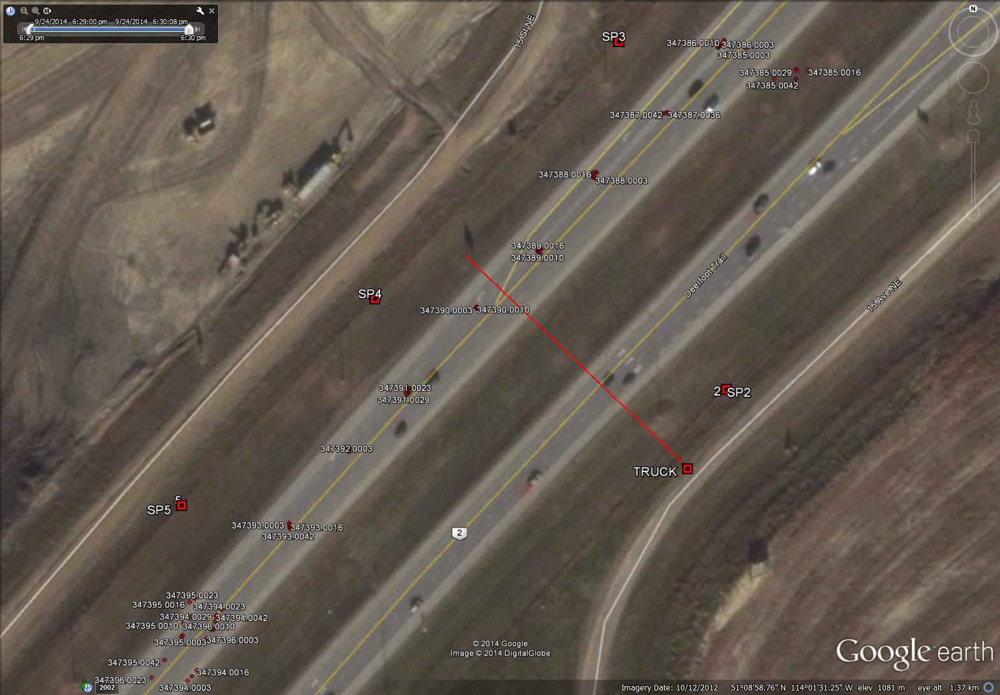 9/24/2014 6:29:00 pm 9/24/2014 6:30:08 pm
6:29 pm 6:30 pm
N
15 St NE
SP3
347386.0010 347386.0003
347385.0003
347385.0029 347385.0016
347385.0042
347387.0042 347387.0036
347388.0016 347388.0003
347389.0016
347389.0010
Deerfoot Trail
15 Ave NE
SP4
347390.0003 347390.0010
347391.0023
347391.0029
2 SP2
347392.0003
TRUCK
5
SP5
347393.0003 347393.0016
347393.0042
2
347395.0023
347395.0016 347394.0023
347394.0029 347394.0042
347395.0010 347396.0010
347395.0003 347396.0003
347395.0042
347394.0016
347396.0023
347394.0003
2002
© 2014 Google
Image © 2014 DigitalGlobe
Google earth
Imagery Date: 10/12/2012 51°08'58.76" N 114°01'31.25" W elev 1081 m eye alt 1.37 km